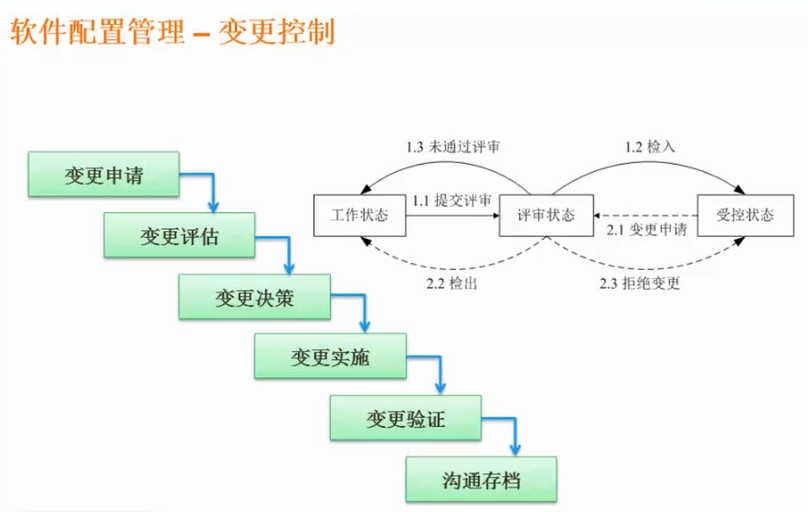 软件配置管理 – 变更控制
变更申请
变更评估
变更决策
变更实施
变更验证
沟通存档
1.3 未通过评审
1.2 检入
工作状态
1.1 提交评审
评审状态
受控状态
2.1 变更申请
2.2 检出
2.3 拒绝变更